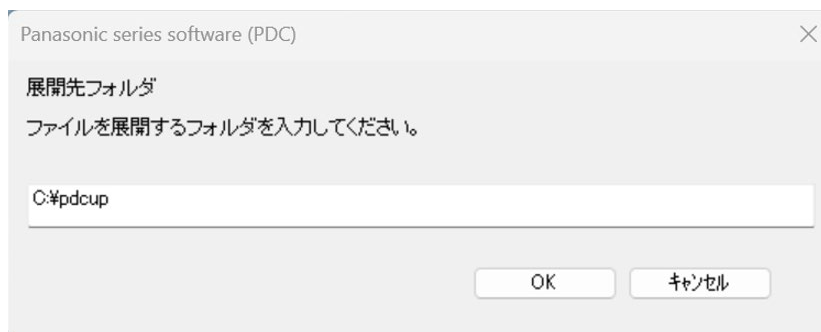 Panasonic series software (PDC)
展開先フォルダ
ファイルを展開するフォルダを入力してください。
C:¥pdcup
OK
ｷｬﾝｾﾙ